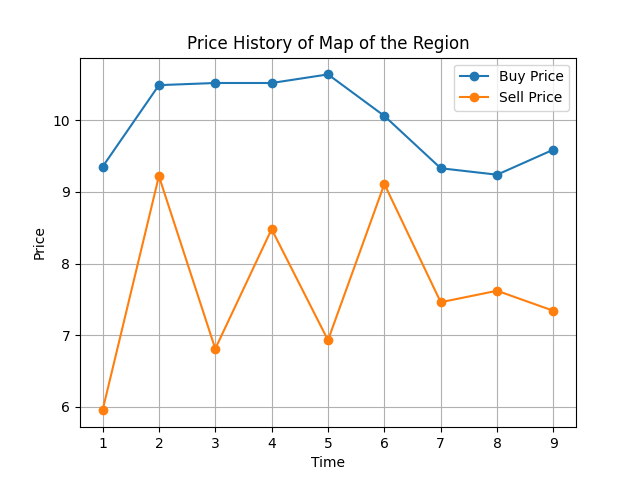 Price History of Map of the Region
Buy Price
Sell Price
10
9
8
7
6
Price
1 2 3 4 5 6 7 8 9
Time